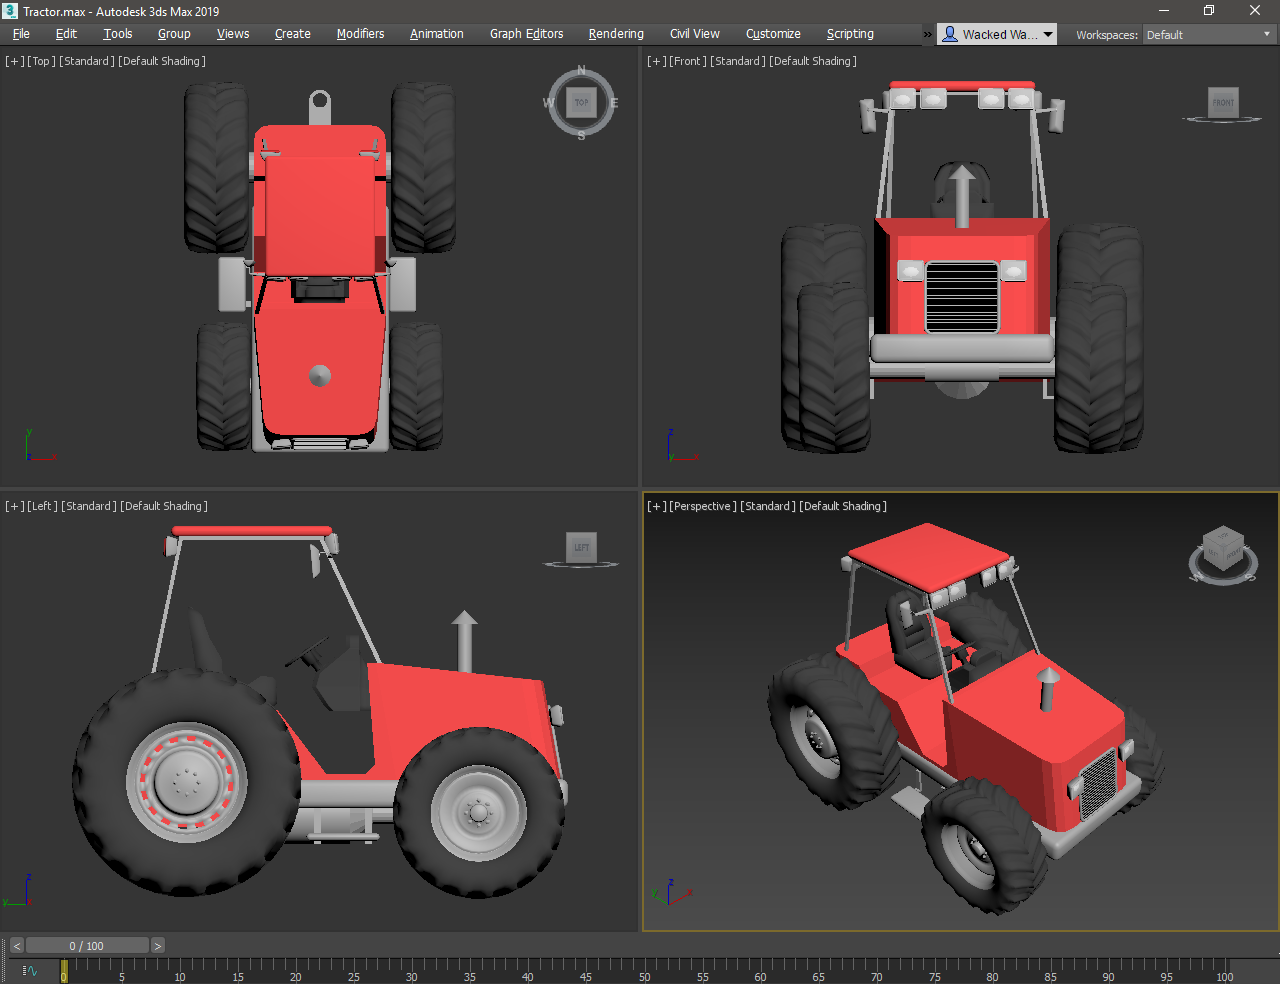 Tractor.max - Autodesk 3ds Max 2019
File Edit Tools Group Views Create Modifiers Animation Graph Editors Rendering Civil View Customize Scripting » Wacked Wa... Workspaces: Default
[+] [Top] [Standard] [Default Shading]
N
W TOP E
S
y
z x
[+] [Front] [Standard] [Default Shading]
FRONT
z
y x
[+] [Left] [Standard] [Default Shading]
LEFT
z
y
[+] [Perspective] [Standard] [Default Shading]
z
y x
< 0 / 100 >
0 5 10 15 20 25 30 35 40 45 50 55 60 65 70 75 80 85 90 95 100